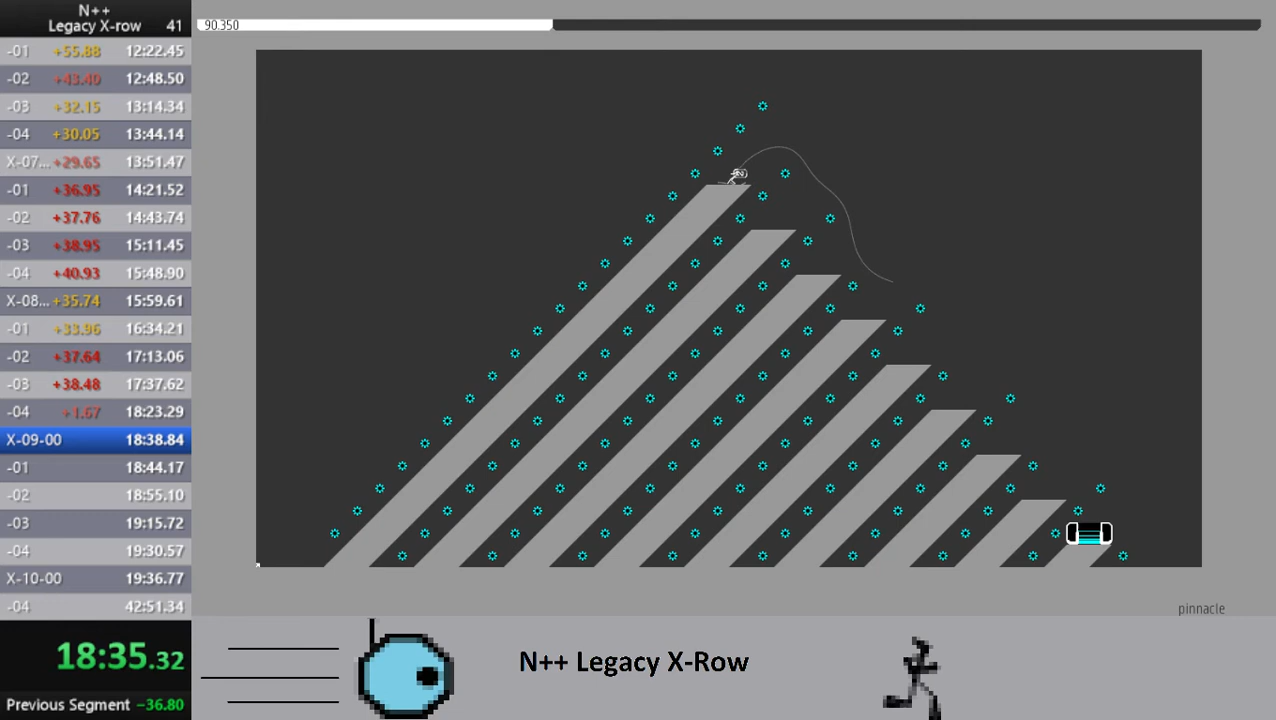 N++
Legacy X-row 41
90.350
-01 +55.88 12:22.45
-02 +43.40 12:48.50
-03 +32.15 13:14.34
-04 +30.05 13:44.14
X-07... +29.65 13:51.47
-01 +36.95 14:21.52
-02 +37.76 14:43.74
-03 +38.95 15:11.45
-04 +40.93 15:48.90
X-08... +35.74 15:59.61
-01 +33.96 16:34.21
-02 +37.64 17:13.06
-03 +38.48 17:37.62
-04 +1.67 18:23.29
X-09-00 18:38.84
-01 18:44.17
-02 18:55.10
-03 19:15.72
-04 19:30.57
X-10-00 19:36.77
-04 42:51.34
pinnacle
18:35.32
Previous Segment -36.80
N++ Legacy X-Row